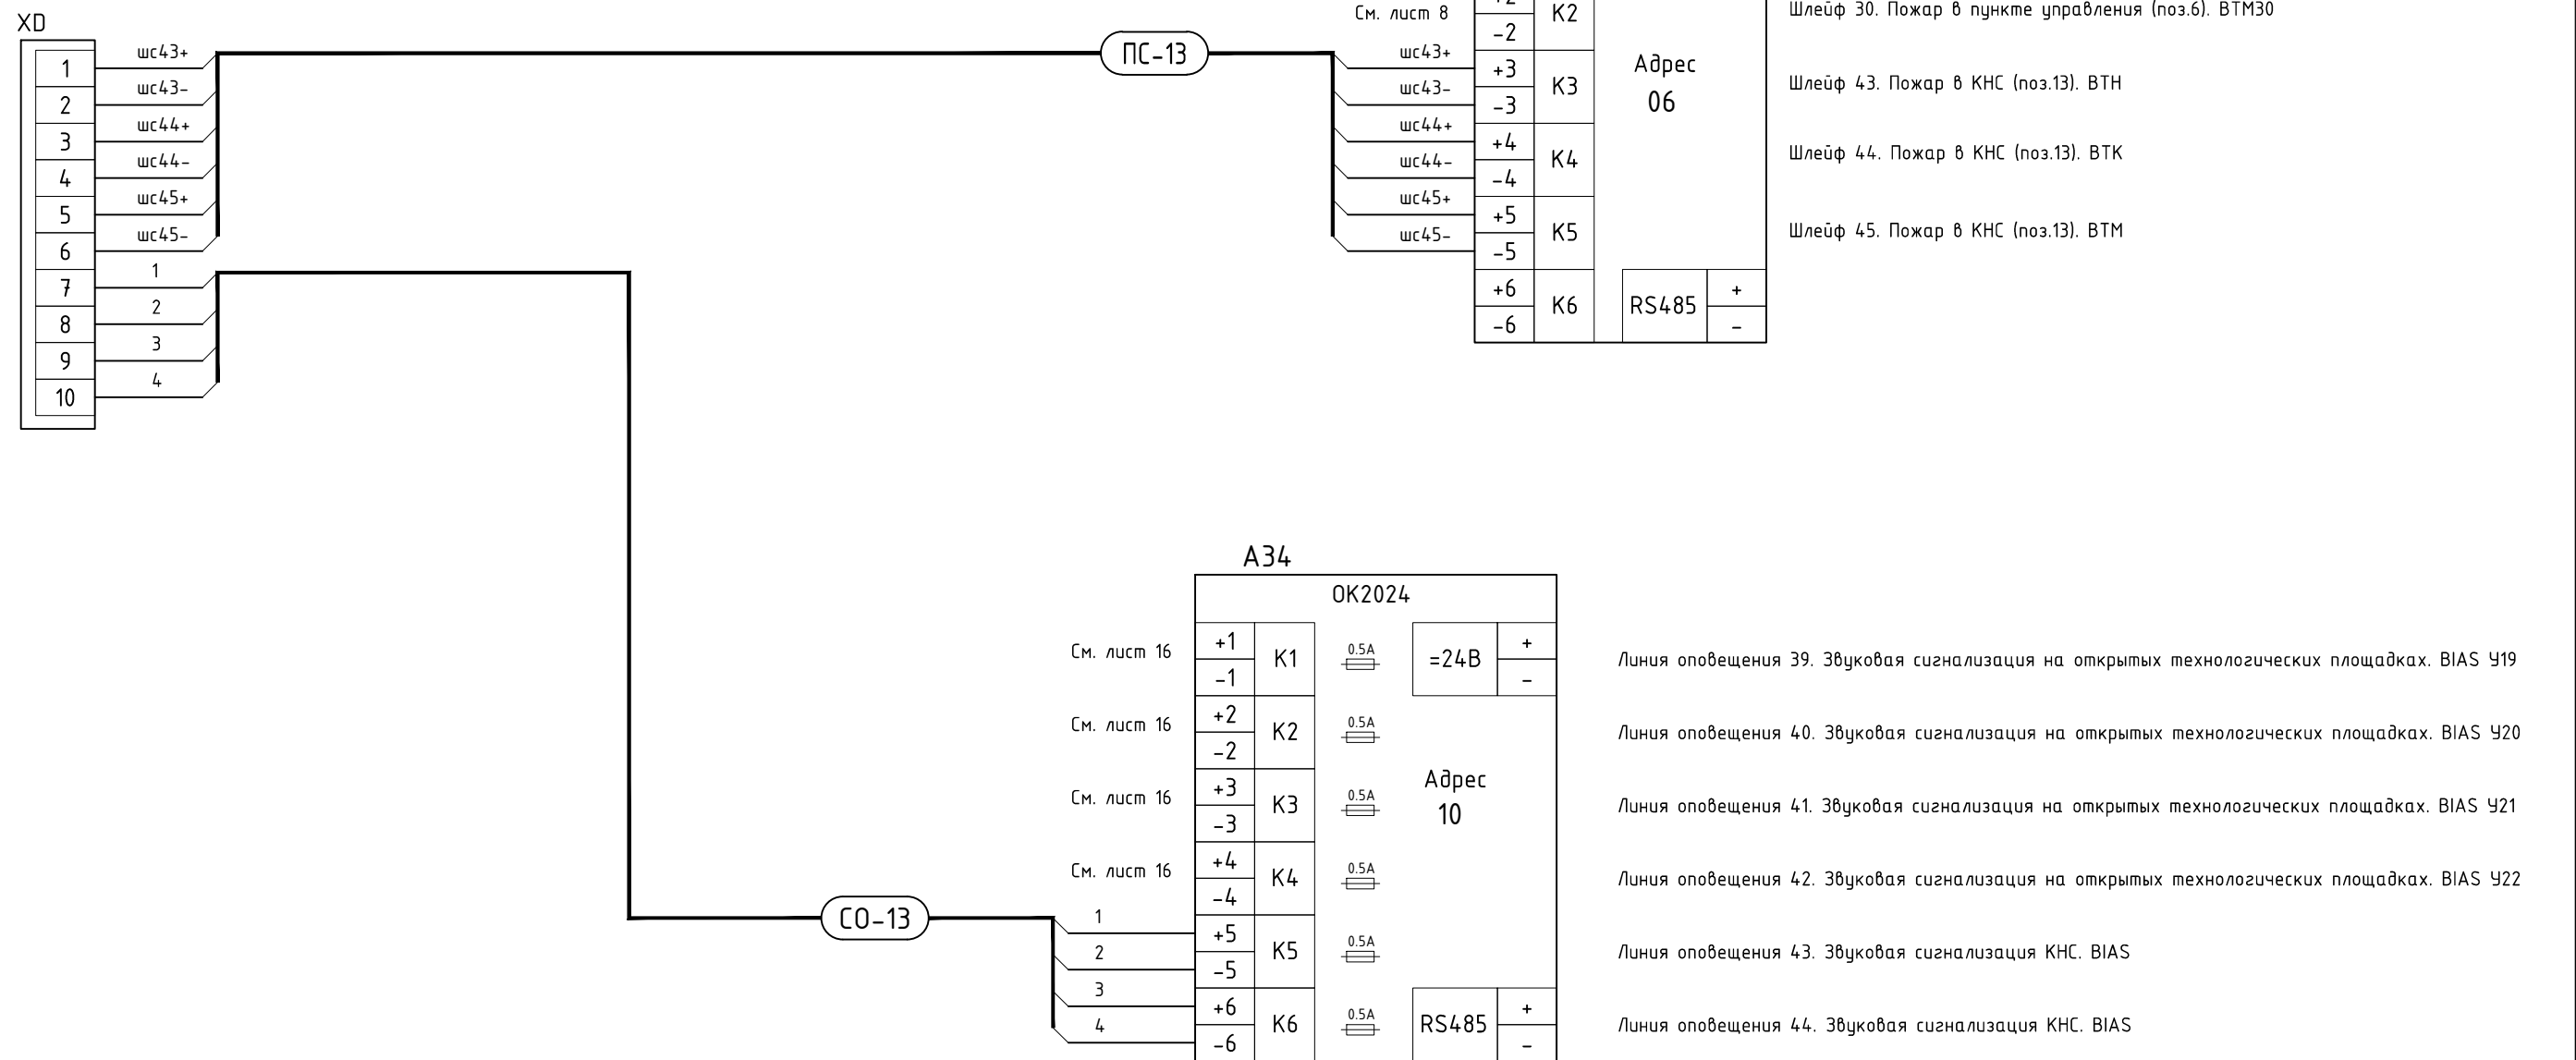 XD
1
шс43+
2
шс43-
3
шс44+
4
шс44-
5
шс45+
6
шс45-
7
1
8
2
9
3
10
4
ПС-13
См. лист 8
-2
K2
шс43+
+3
K3
шс43-
-3
шс44+
+4
K4
шс44-
-4
шс45+
+5
K5
шс45-
-5
+6
K6
-6
Адрес
06
RS485
+
-
Шлейф 30. Пожар в пункте управления (поз.6). BTM30
Шлейф 43. Пожар в КНС (поз.13). BTH
Шлейф 44. Пожар в КНС (поз.13). BTK
Шлейф 45. Пожар в КНС (поз.13). BTM
СО-13
1
2
3
4
A34
OK2024
См. лист 16
+1
-1
K1
0.5A
=24В
+
-
Линия оповещения 39. Звуковая сигнализация на открытых технологических площадках. BIAS У19
См. лист 16
+2
-2
K2
0.5A
Линия оповещения 40. Звуковая сигнализация на открытых технологических площадках. BIAS У20
См. лист 16
+3
-3
K3
0.5A
Адрес
10
Линия оповещения 41. Звуковая сигнализация на открытых технологических площадках. BIAS У21
См. лист 16
+4
-4
K4
0.5A
Линия оповещения 42. Звуковая сигнализация на открытых технологических площадках. BIAS У22
+5
-5
K5
0.5A
Линия оповещения 43. Звуковая сигнализация КНС. BIAS
+6
-6
K6
0.5A
RS485
+
-
Линия оповещения 44. Звуковая сигнализация КНС. BIAS